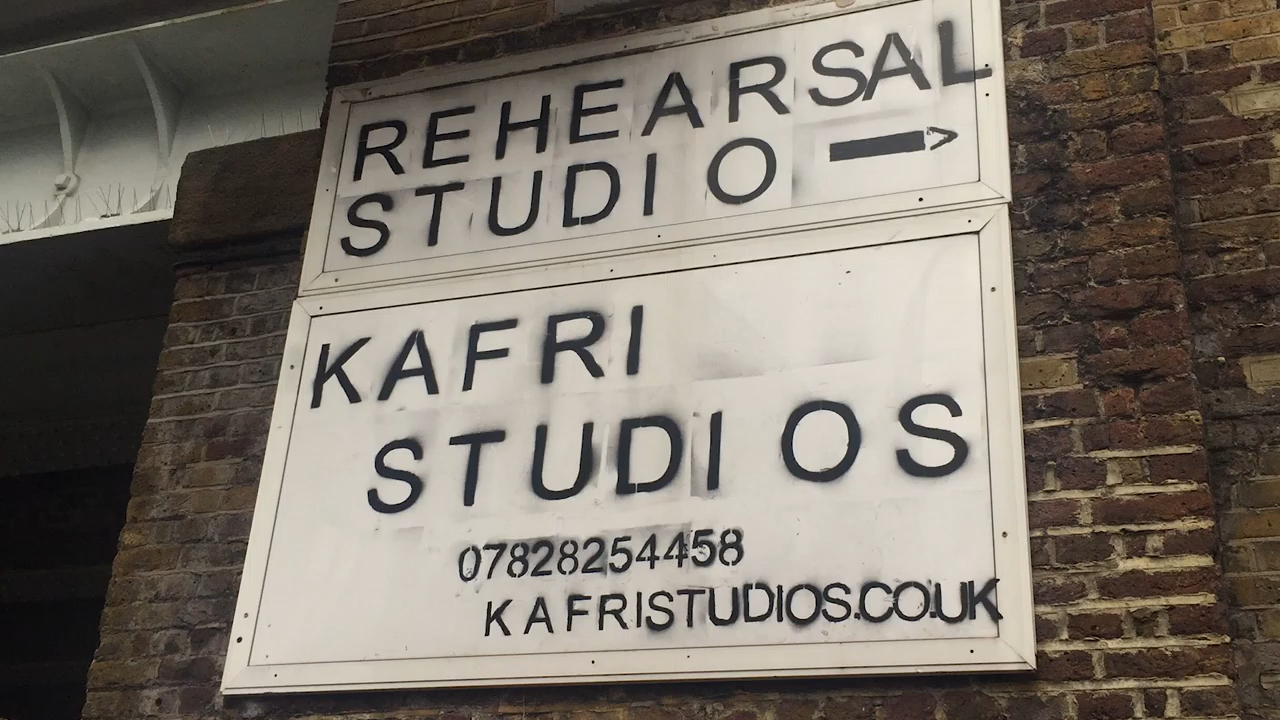 REHEARSAL
STUDIO →
KAFRI
STUDIOS
07828254458
KAFRISTUDIOS.CO.UK